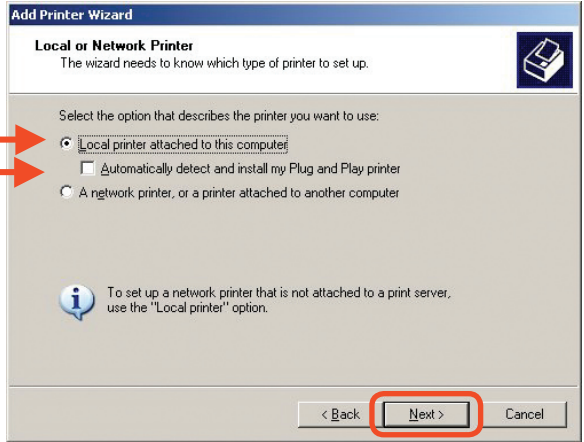 Add Printer Wizard
Local or Network Printer
The wizard needs to know which type of printer to set up.
Select the option that describes the printer you want to use:
Local printer attached to this computer
Automatically detect and install my Plug and Play printer
A network printer, or a printer attached to another computer
To set up a network printer that is not attached to a print server,
use the "Local printer" option.
< Back
Next >
Cancel